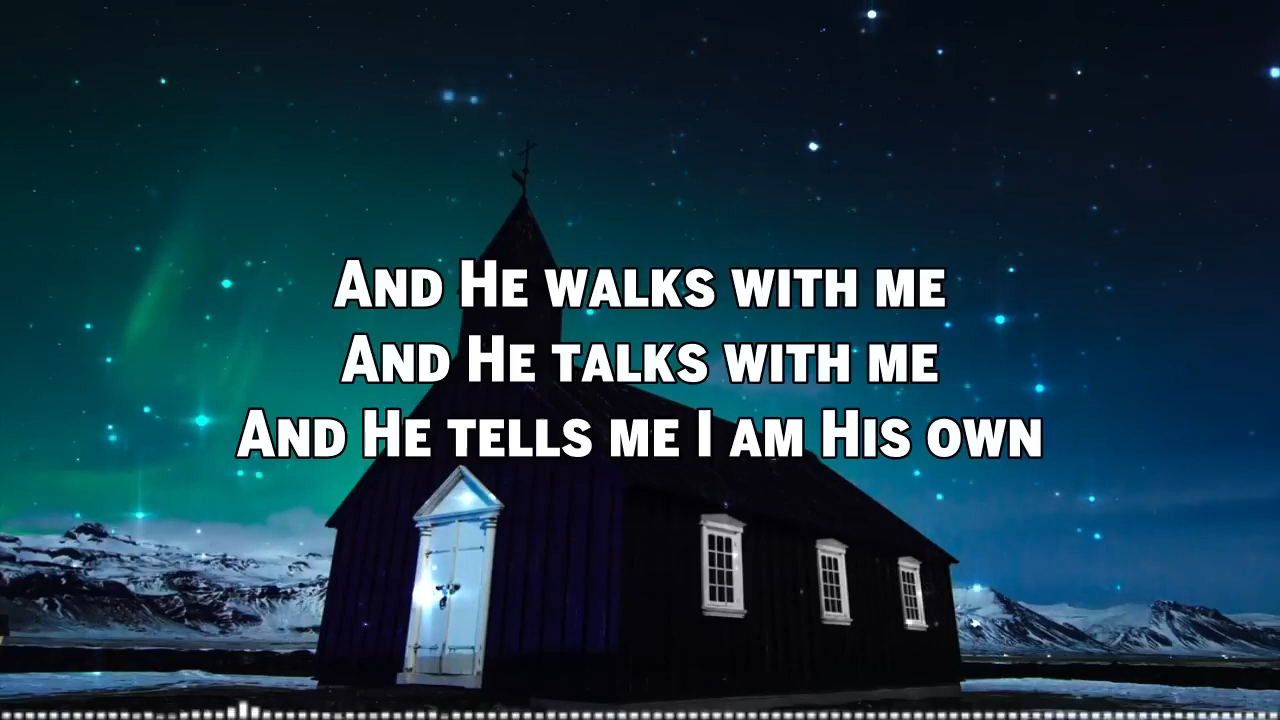 And He walks with me
And He talks with me
And He tells me I am His own